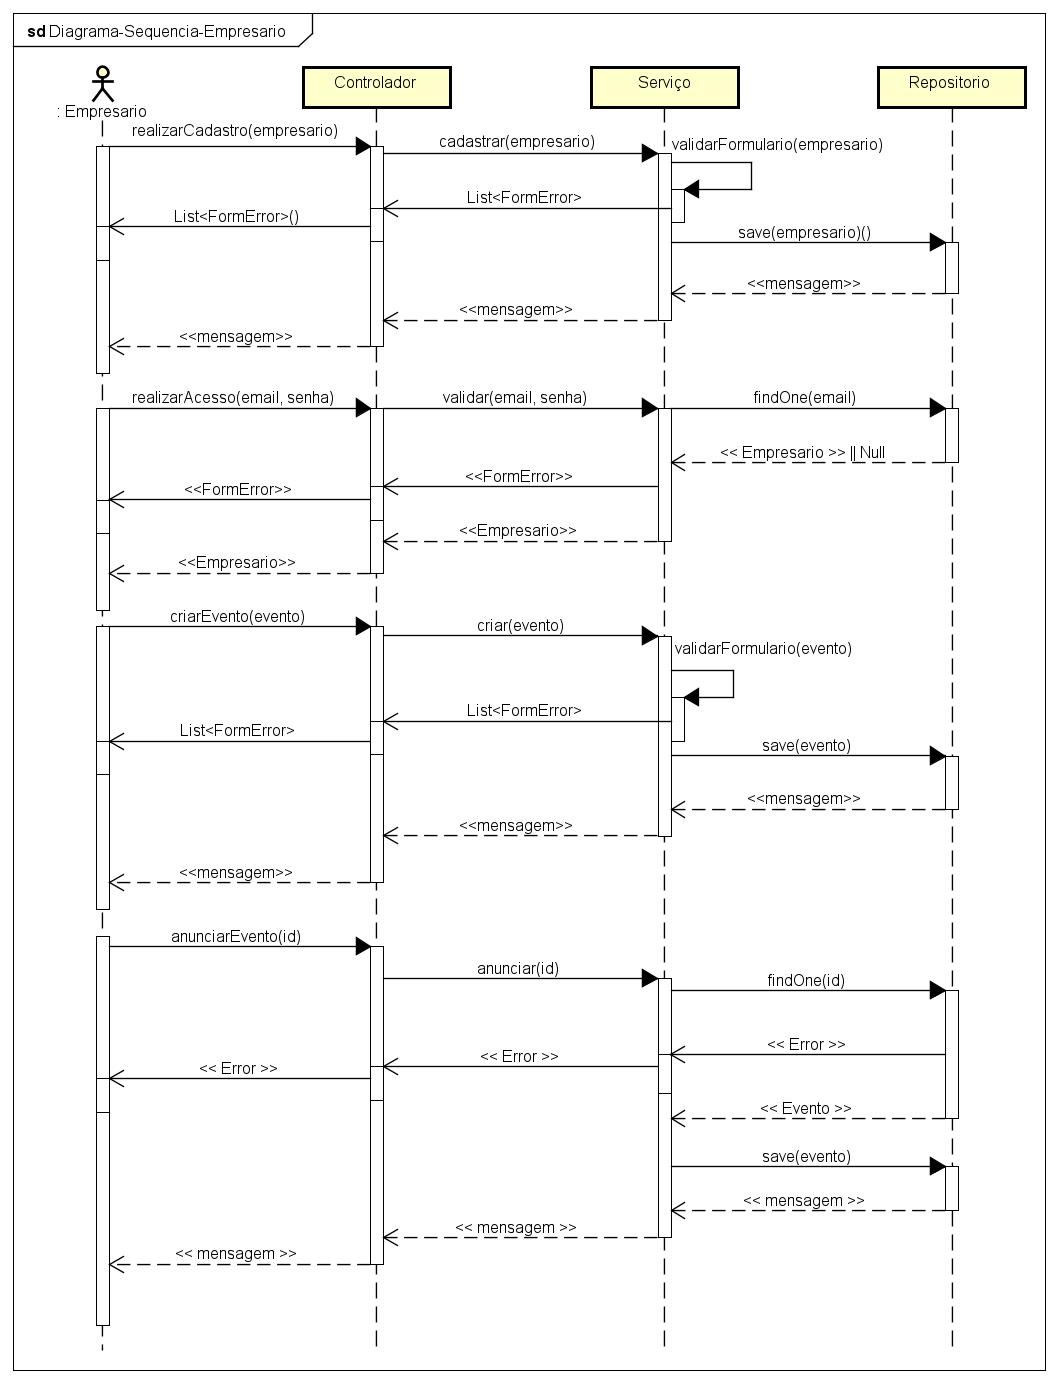 sd Diagrama-Sequencia-Empresario
: Empresario
Controlador
Serviço
Repositorio
realizarCadastro(empresario)
cadastrar(empresario)
validarFormulario(empresario)
List<FormError>
List<FormError>()
save(empresario)()
<<mensagem>>
<<mensagem>>
<<mensagem>>
realizarAcesso(email, senha)
validar(email, senha)
findOne(email)
<< Empresario >> || Null
<<FormError>>
<<FormError>>
<<Empresario>>
<<Empresario>>
criarEvento(evento)
criar(evento)
validarFormulario(evento)
List<FormError>
List<FormError>
save(evento)
<<mensagem>>
<<mensagem>>
<<mensagem>>
anunciarEvento(id)
anunciar(id)
findOne(id)
<< Error >>
<< Error >>
<< Error >>
<< Evento >>
save(evento)
<< mensagem >>
<< mensagem >>
<< mensagem >>